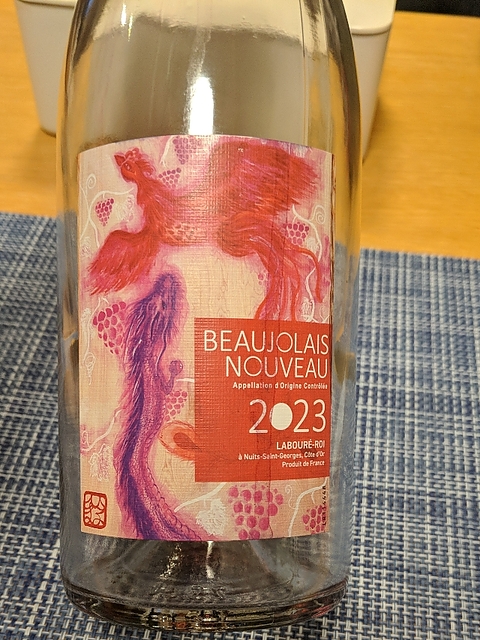 BEAUJOLAIS
NOUVEAU
Appellation d'Origine Contrôlée
2023
LABOURÉ-ROI
à Nuits-Saint-Georges, Côte d'Or
Produit de France